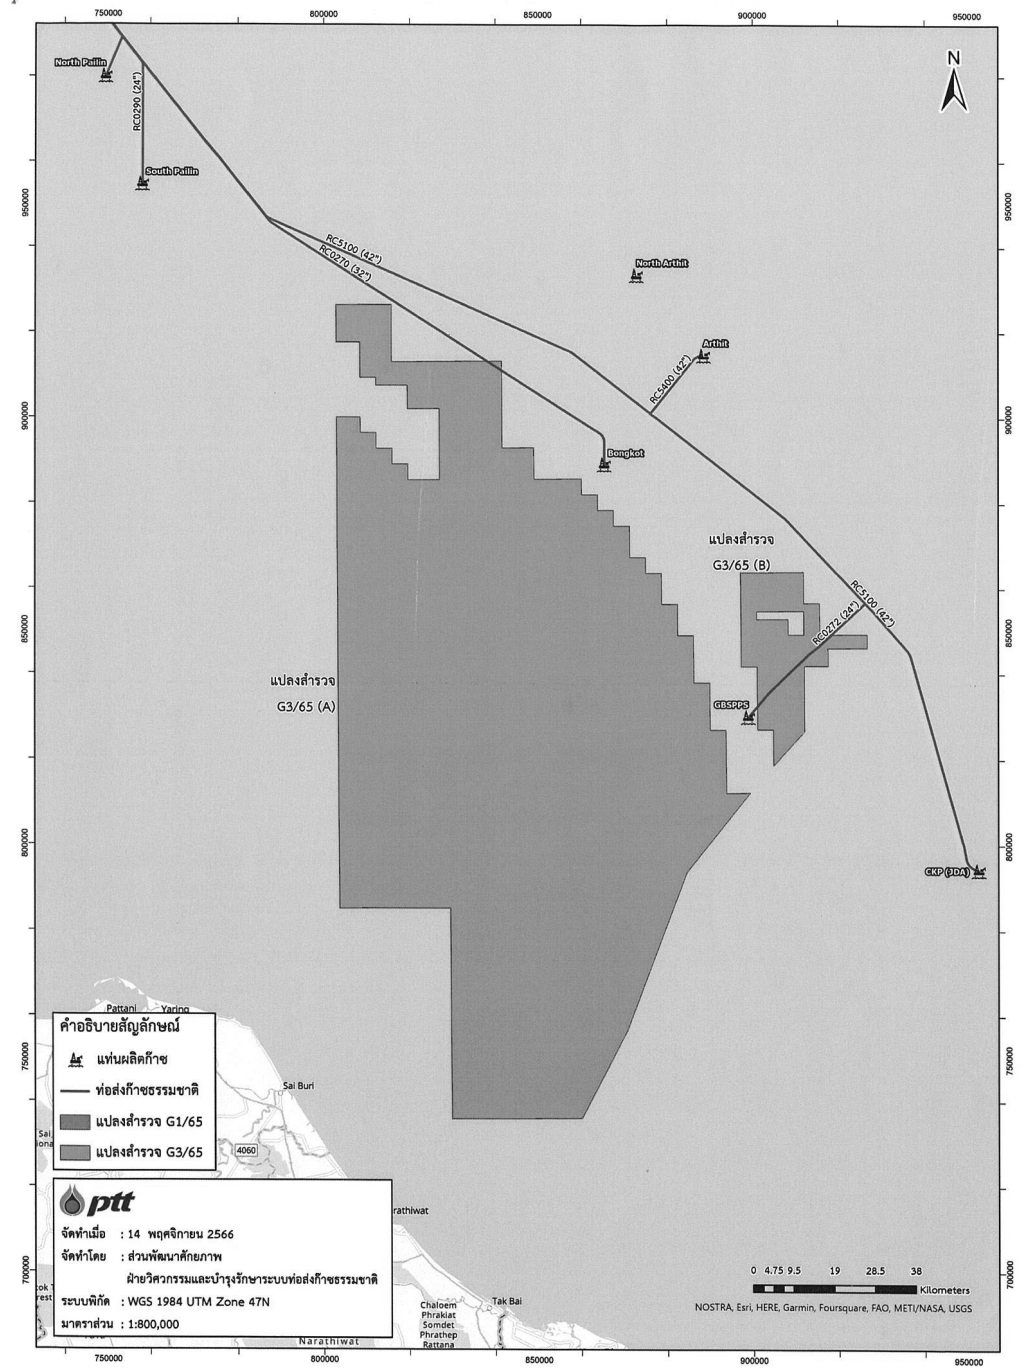 750000 800000 850000 900000 950000
North Pailin
N
RC0290 (24")
South Pailin
950000 950000
RC5100 (42")
RC0270 (32")
North Arthit
Arthit
RC5400 (42")
900000 900000
Bongkot
แปลงสำรวจ
G3/65 (B)
RC5100 (42")
RC0272 (24")
850000 850000
แปลงสำรวจ
G3/65 (A)
GBSPPS
800000 800000
CKP (JDA)
Pattani Yaring
คำอธิบายสัญลักษณ์
แท่นผลิตก๊าซ
ท่อส่งก๊าซธรรมชาติ
แปลงสำรวจ G1/65
แปลงสำรวจ G3/65
750000 750000
Sai Buri
4060
Sai
ptt
จัดทำเมื่อ : 14 พฤศจิกายน 2566
จัดทำโดย : ส่วนพัฒนาศักยภาพ
ฝ่ายวิศวกรรมและบำรุงรักษาระบบท่อส่งก๊าซธรรมชาติ
ระบบพิกัด : WGS 1984 UTM Zone 47N
มาตราส่วน : 1:800,000
rathiwat
700000 700000
0 4.75 9.5 19 28.5 38
Kilometers
NOSTRA, Esri, HERE, Garmin, Foursquare, FAO, METI/NASA, USGS
Chaloem
Phrakiat
Somdet
Phrathep
Rattana
Tak Bai
Narathiwat
750000 800000 850000 900000 950000